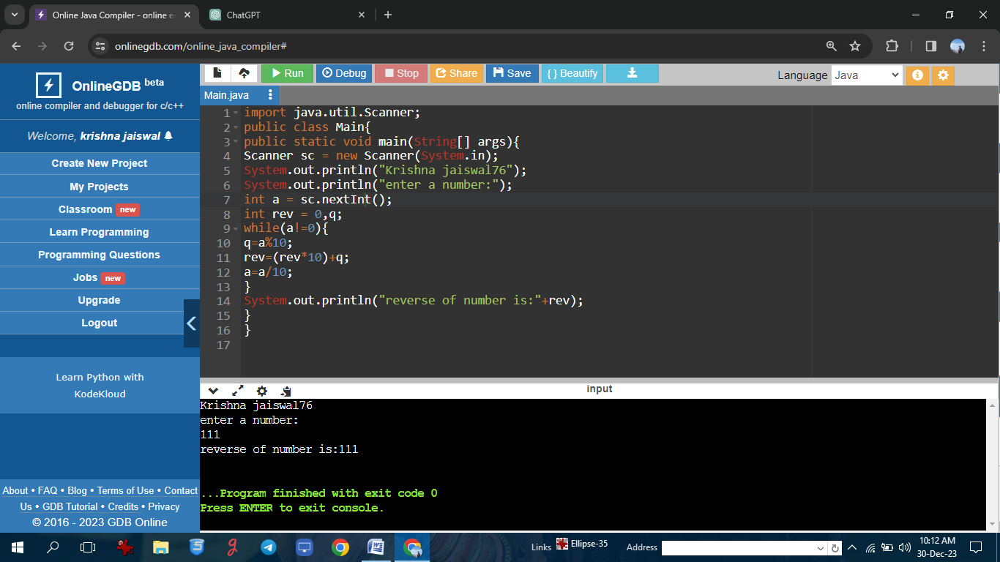 Online Java Compiler - online e
ChatGPT
onlinegdb.com/online_java_compiler#
OnlineGDB beta
online compiler and debugger for c/c++
Welcome, krishna jaiswal
Create New Project
My Projects
Classroom new
Learn Programming
Programming Questions
Jobs new
Upgrade
Logout
Learn Python with
KodeKloud
About • FAQ • Blog • Terms of Use • Contact
Us • GDB Tutorial • Credits • Privacy
© 2016 - 2023 GDB Online
Run Debug Stop Share Save { } Beautify
Language Java
Main.java
1 import java.util.Scanner;
2 public class Main{
3 public static void main(String[] args){
4 Scanner sc = new Scanner(System.in);
5 System.out.println("Krishna jaiswal76");
6 System.out.println("enter a number:");
7 int a = sc.nextInt();
8 int rev = 0,q;
9 while(a!=0){
10 q=a%10;
11 rev=(rev*10)+q;
12 a=a/10;
13 }
14 System.out.println("reverse of number is:"+rev);
15 }
16 }
17
input
Krishna jaiswal76
enter a number:
111
reverse of number is:111
...Program finished with exit code 0
Press ENTER to exit console.
Links Ellipse-35 Address
10:12 AM
30-Dec-23